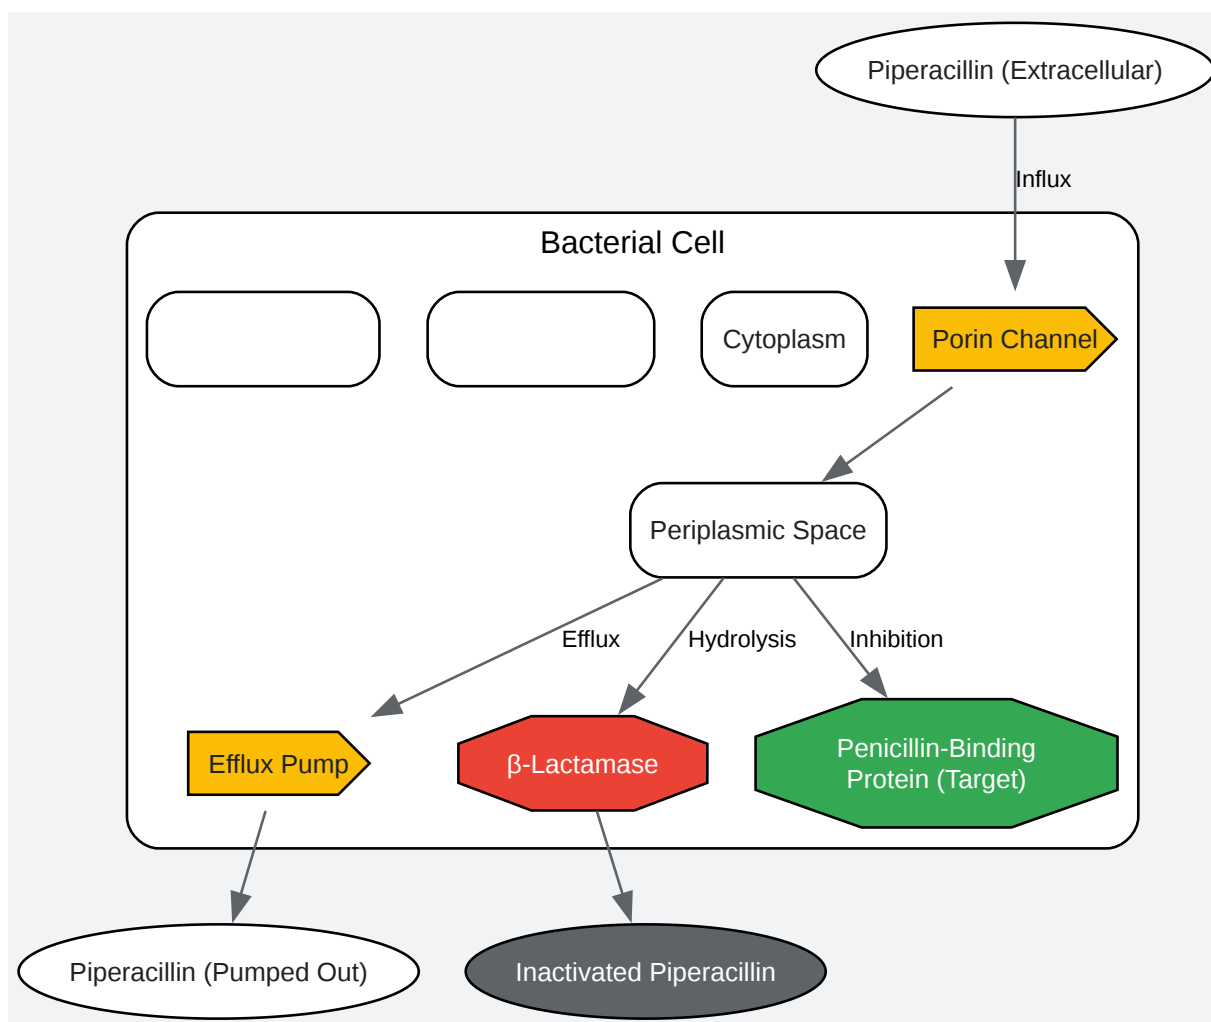 Piperacillin (Extracellular)
Influx
Bacterial Cell
Cytoplasm
Porin Channel
Periplasmic Space
Efflux
Hydrolysis
Inhibition
Efflux Pump
β-Lactamase
Penicillin-Binding
Protein (Target)
Piperacillin (Pumped Out)
Inactivated Piperacillin